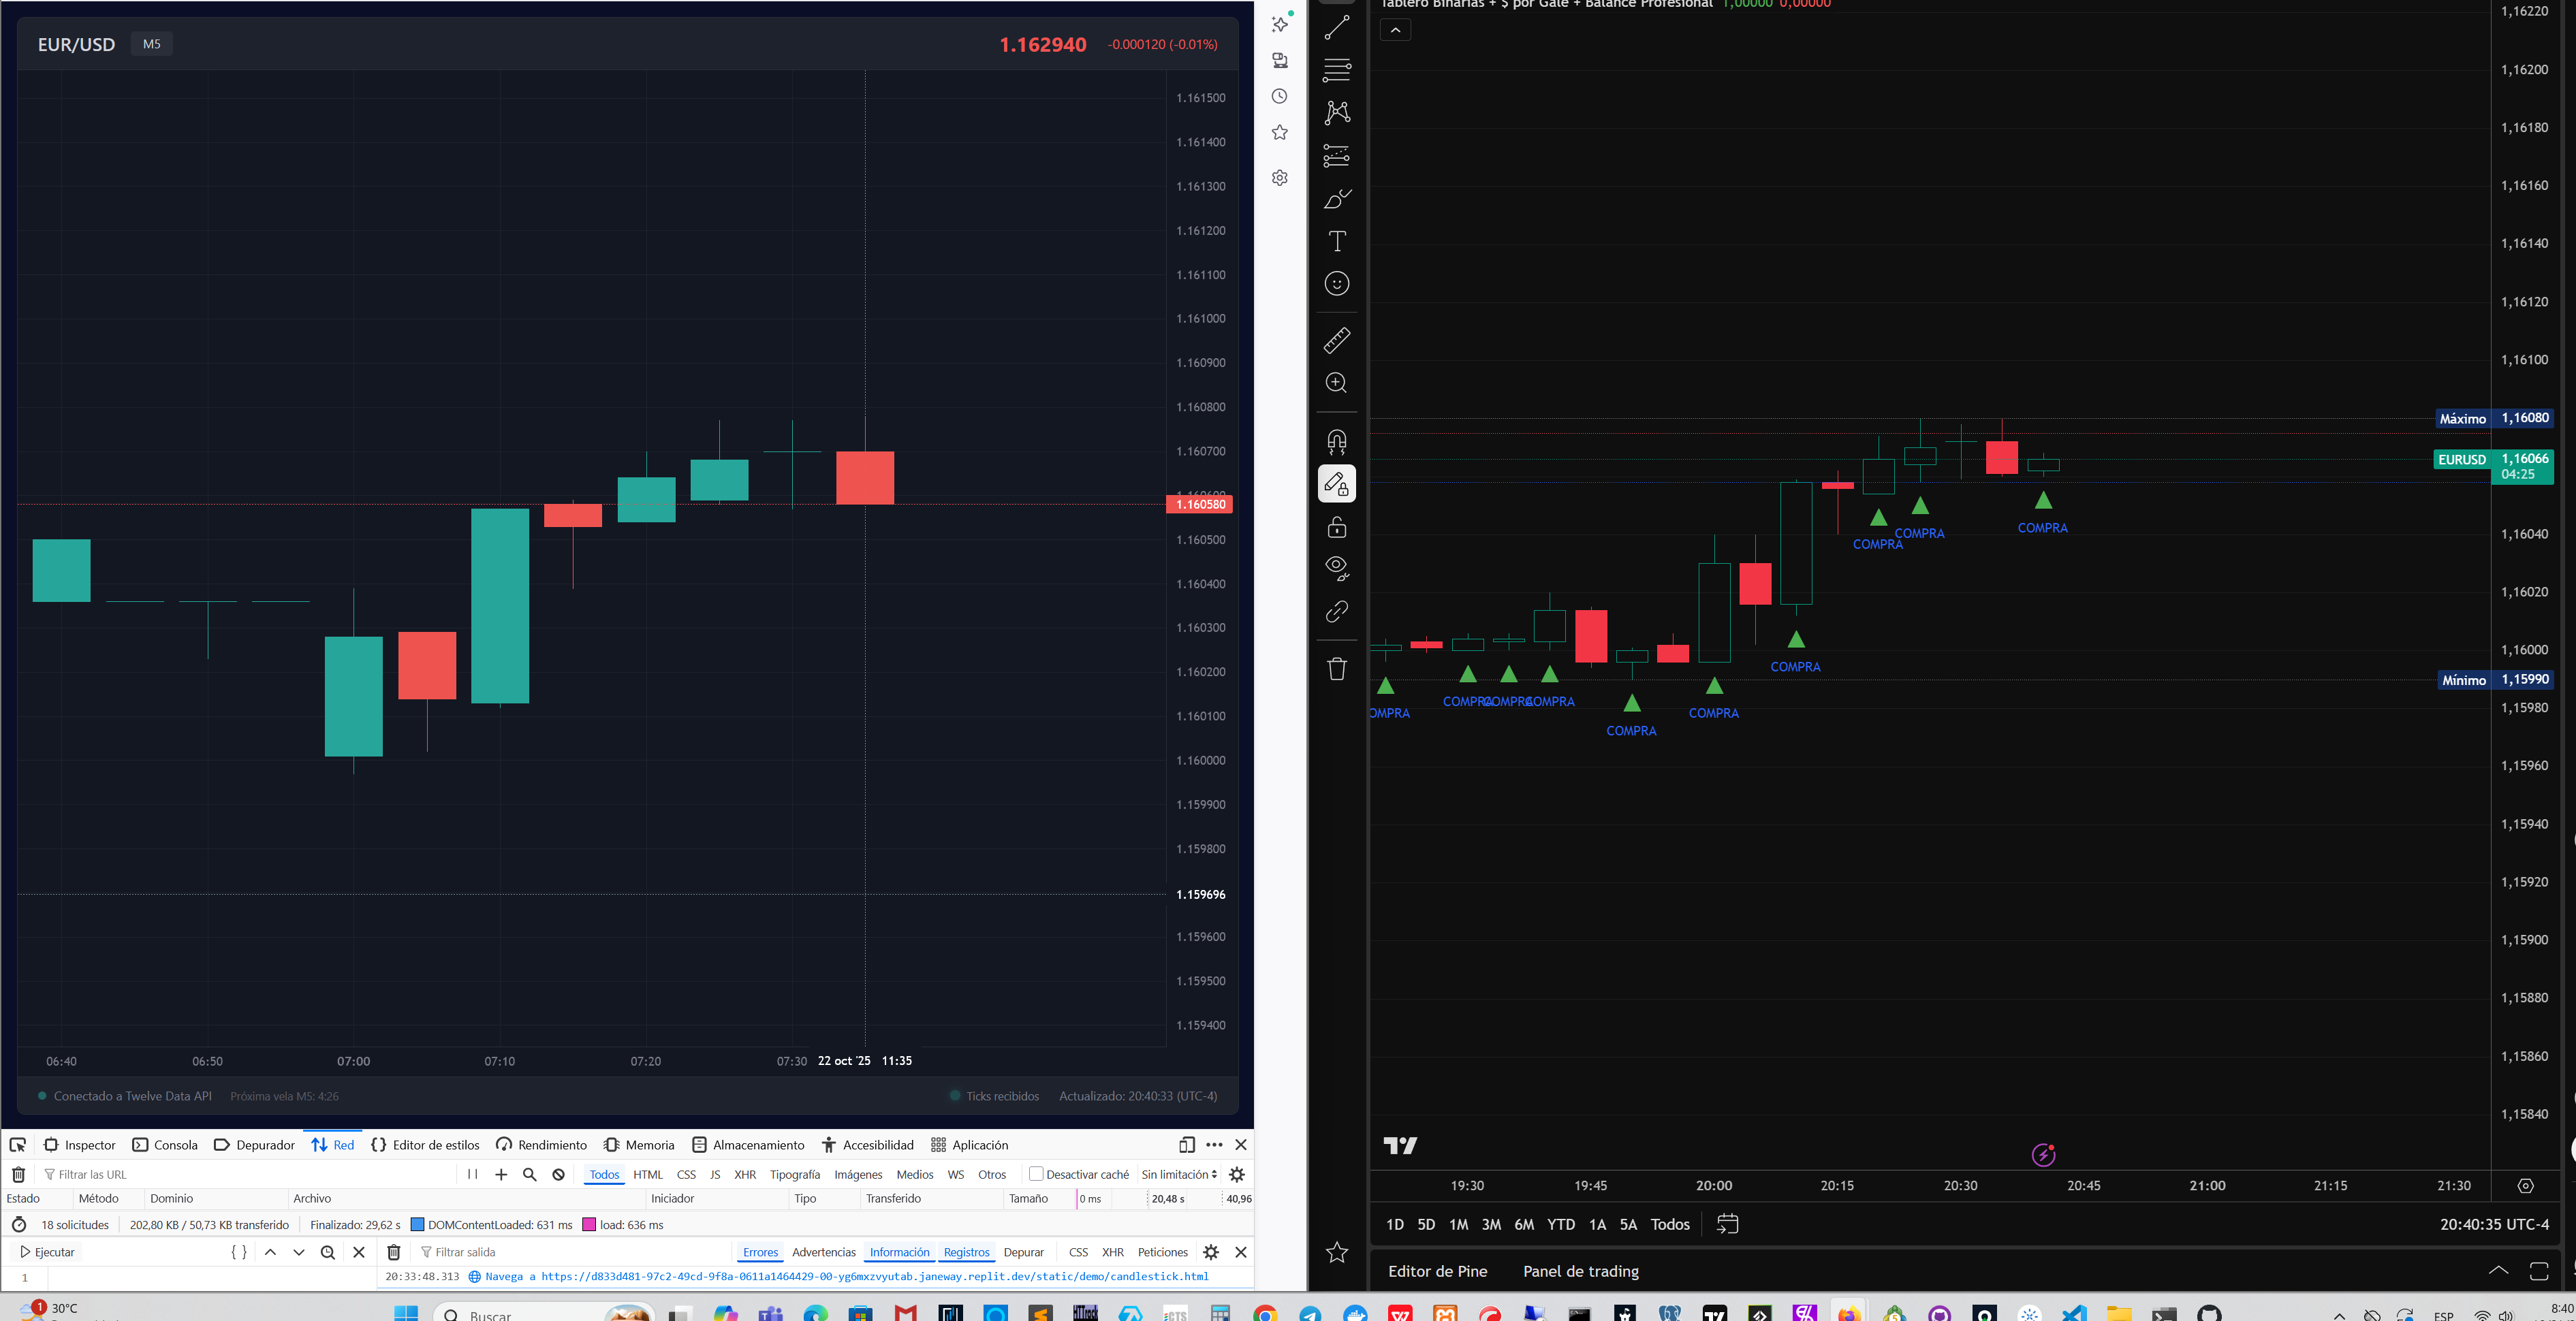 EUR/USD M5 1.162940 -0.000120 (-0.01%)
1.161500
1.161400
1.161300
1.161200
1.161100
1.161000
1.160900
1.160800
1.160700
1.160580
1.160500
1.160400
1.160300
1.160200
1.160100
1.160000
1.159900
1.159800
1.159696
1.159600
1.159500
1.159400
06:40 06:50 07:00 07:10 07:20 07:30 22 oct '25 11:35
Conectado a Twelve Data API Próxima vela M5: 4:26 Ticks recibidos Actualizado: 20:40:33 (UTC-4)
Inspector Consola Depurador Red Editor de estilos Rendimiento Memoria Almacenamiento Accesibilidad Aplicación
Filtrar las URL Todos HTML CSS JS XHR Tipografía Imágenes Medios WS Otros Desactivar caché Sin limitación
Estado Método Dominio Archivo Iniciador Tipo Transferido Tamaño 0 ms 20,48 s 40,96
18 solicitudes 202,80 KB / 50,73 KB transferido Finalizado: 29,62 s DOMContentLoaded: 631 ms load: 636 ms
Ejecutar Filtrar salida Errores Advertencias Información Registros Depurar CSS XHR Peticiones
1 20:33:48.313 Navega a https://d833d481-97c2-49cd-9f8a-0611a1464429-00-yg6mxzvyutab.janeway.replit.dev/static/demo/candlestick.html
Tablero Binarias + $ por Gale + Balance Profesional 1,00000 0,00000
1,16220
1,16200
1,16180
1,16160
1,16140
1,16120
1,16100
Máximo 1,16080
EURUSD 1,16066
04:25
1,16040
1,16020
1,16000
Mínimo 1,15990
1,15980
1,15960
1,15940
1,15920
1,15900
1,15880
1,15860
1,15840
COMPRA
COMPRA
COMPRA
COMPRA
COMPRA
COMPRA
COMPRA
COMPRA
COMPRA
COMPRA
19:30 19:45 20:00 20:15 20:30 20:45 21:00 21:15 21:30
1D 5D 1M 3M 6M YTD 1A 5A Todos 20:40:35 UTC-4
Editor de Pine Panel de trading
1 30°C Buscar ESP 8:40